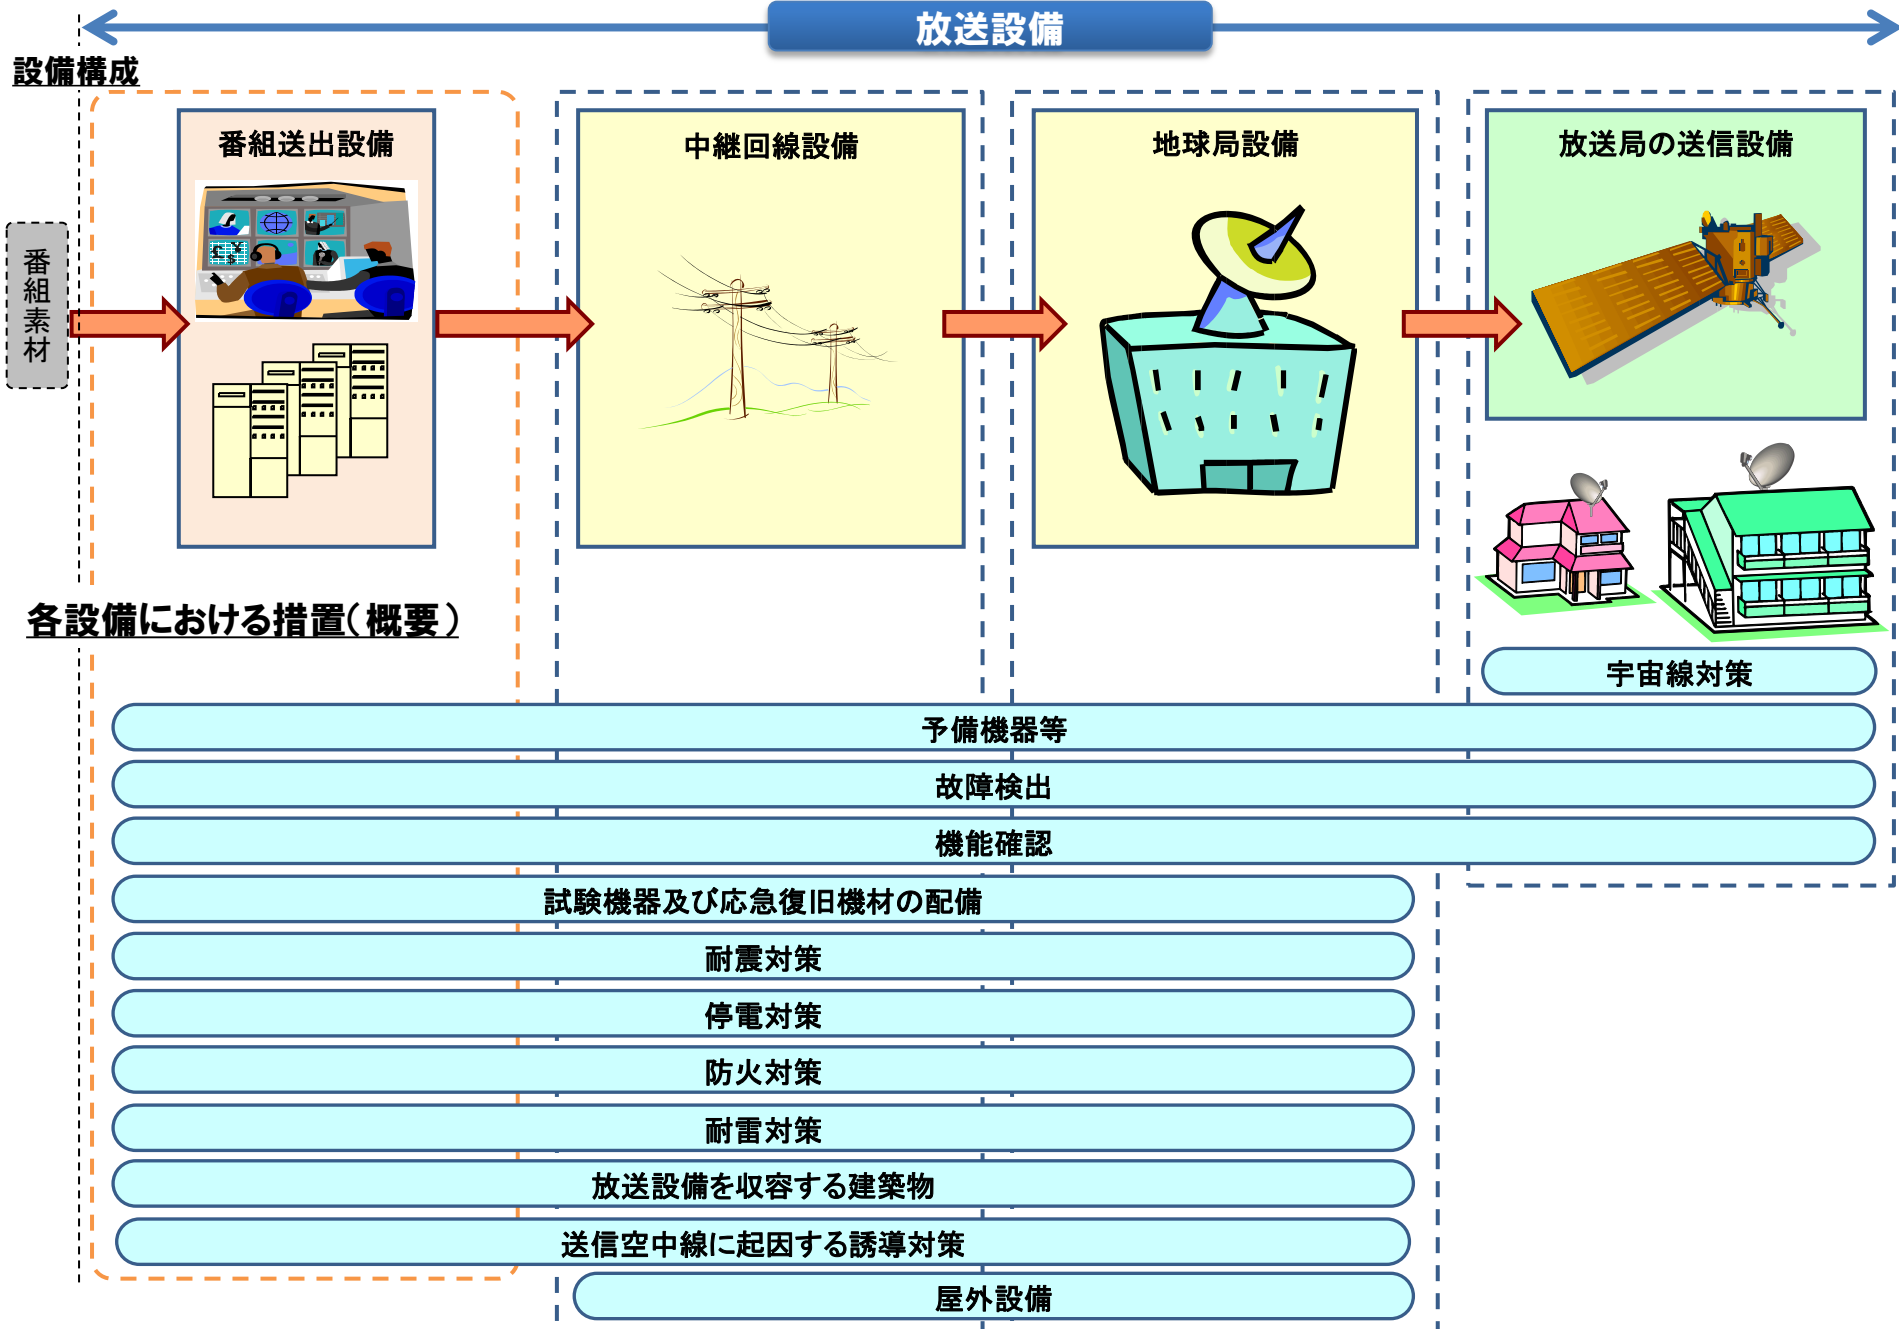 放送設備
設備構成
番組送出設備
中継回線設備
地球局設備
放送局の送信設備
番組素材
各設備における措置(概要)
宇宙線対策
予備機器等
故障検出
機能確認
試験機器及び応急復旧機材の配備
耐震対策
停電対策
防火対策
耐雷対策
放送設備を収容する建築物
送信空中線に起因する誘導対策
屋外設備